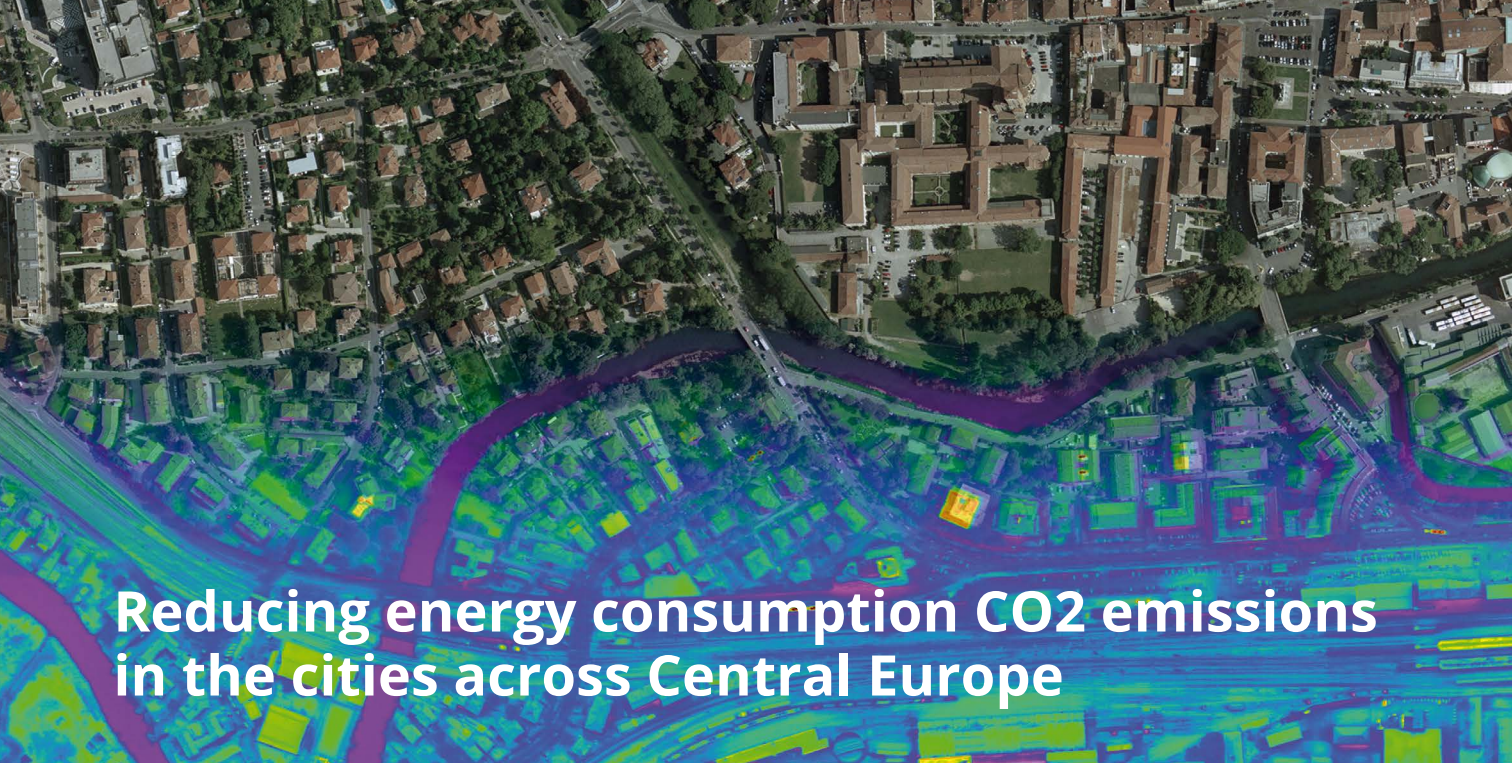 Reducing energy consumption CO2 emissions
in the cities across Central Europe